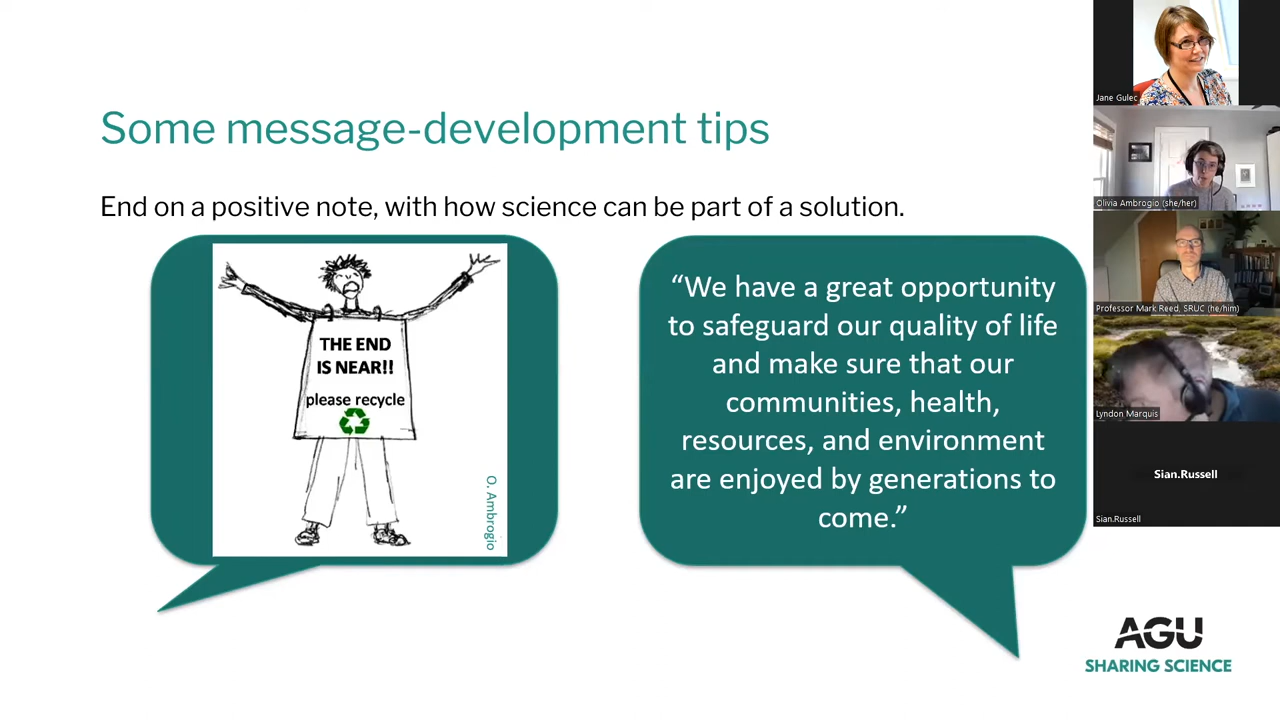 Some message-development tips
End on a positive note, with how science can be part of a solution.
THE END
IS NEAR!!
please recycle
O. Ambrogio
“We have a great opportunity
to safeguard our quality of life
and make sure that our
communities, health,
resources, and environment
are enjoyed by generations to
come.”
Jane Gulec
Olivia Ambrogio (she/her)
Professor Mark Reed, SRUC (he/him)
Lyndon Marquis
Sian.Russell
Sian.Russell
AGU
SHARING SCIENCE